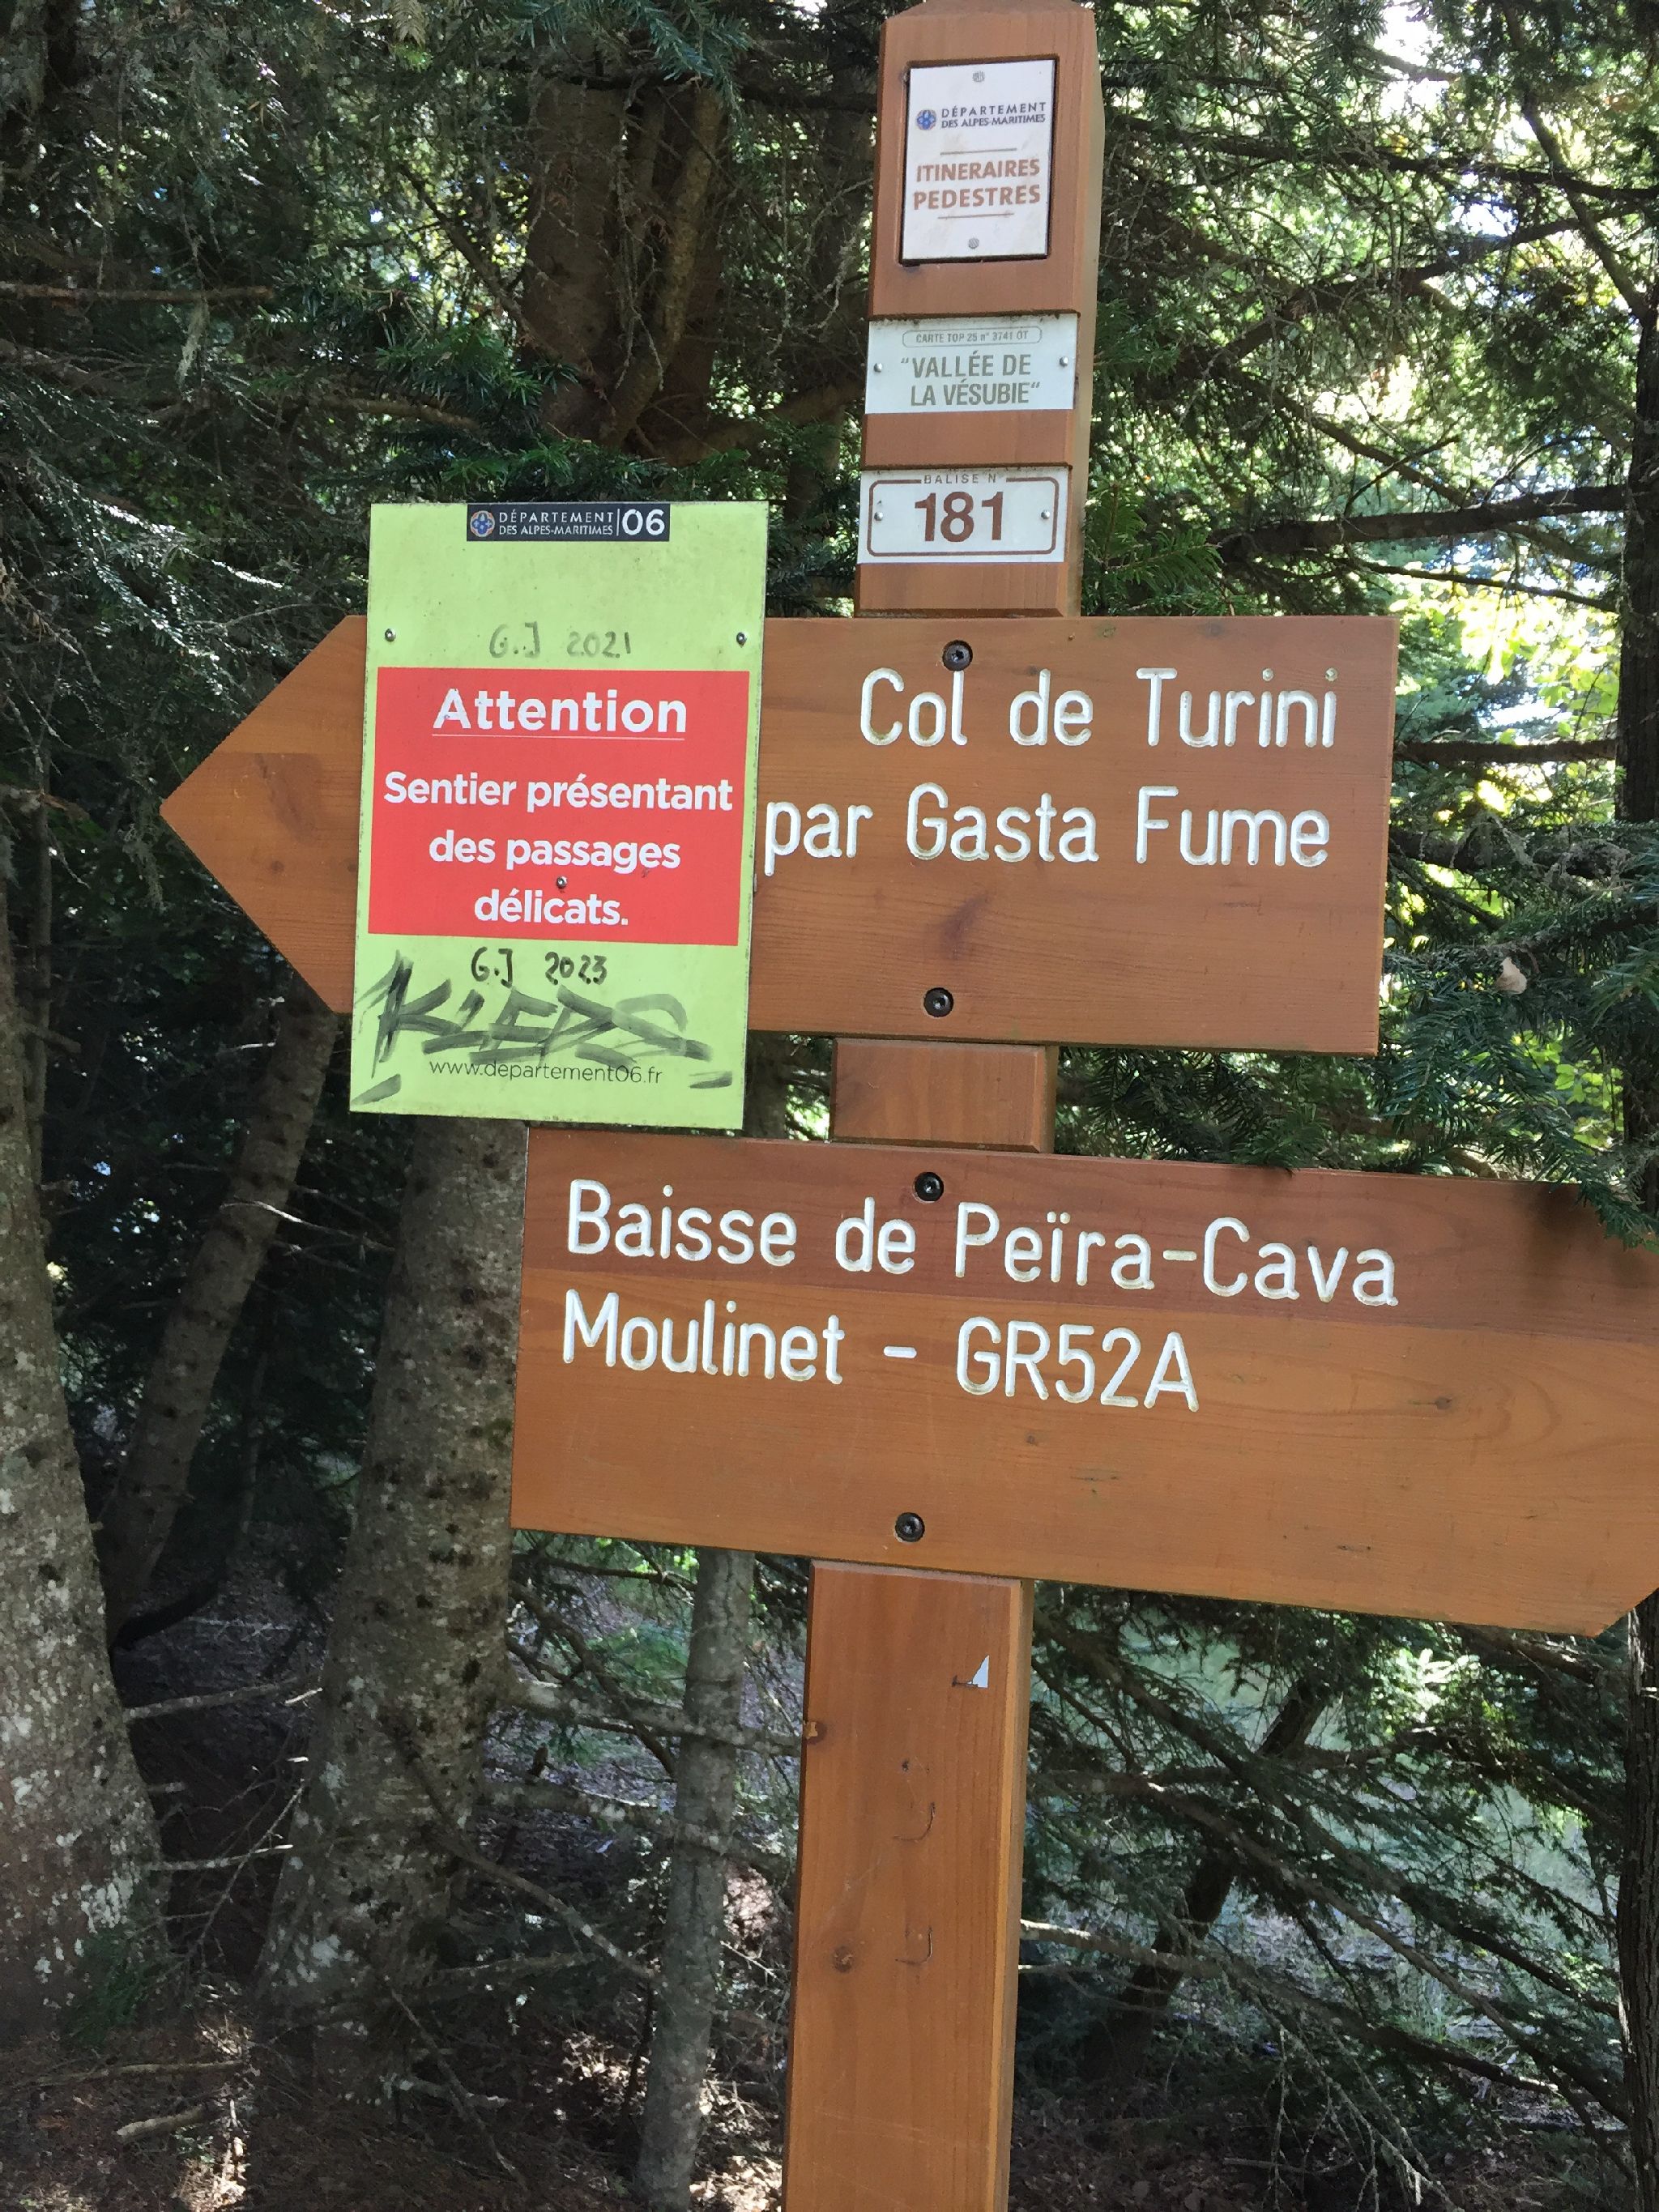 DÉPARTEMENT
DES ALPES-MARITIMES
ITINERAIRES
PEDESTRES
CARTE TOP 25 n° 3741 OT
"VALLÉE DE
LA VÉSUBIE"
BALISE N°
181
DÉPARTEMENT
DES ALPES-MARITIMES
06
G.J 2021
Attention
Sentier présentant
des passages
délicats.
G.J 2023
www.departement06.fr
Col de Turini
par Gasta Fume
Baisse de Peïra-Cava
Moulinet - GR52A